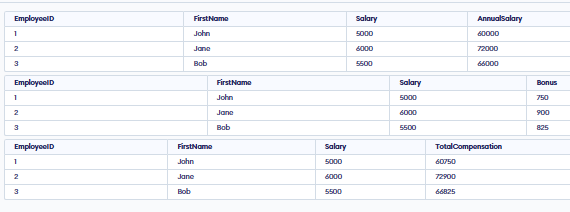 EmployeeID FirstName Salary AnnualSalary
1 John 5000 60000
2 Jane 6000 72000
3 Bob 5500 66000
EmployeeID FirstName Salary Bonus
1 John 5000 750
2 Jane 6000 900
3 Bob 5500 825
EmployeeID FirstName Salary TotalCompensation
1 John 5000 60750
2 Jane 6000 72900
3 Bob 5500 66825